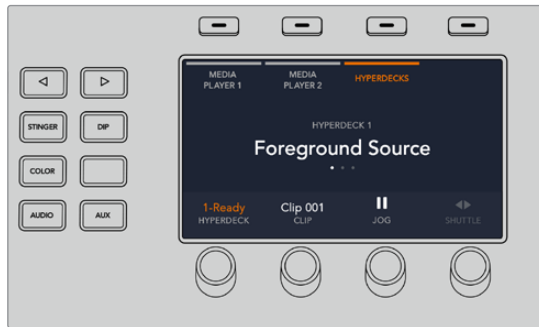 MEDIA
PLAYER 1
MEDIA
PLAYER 2
HYPERDECKS
STINGER
DIP
HYPERDECK 1
Foreground Source
COLOR
AUDIO
AUX
1-Ready
HYPERDECK
Clip 001
CLIP
JOG
SHUTTLE